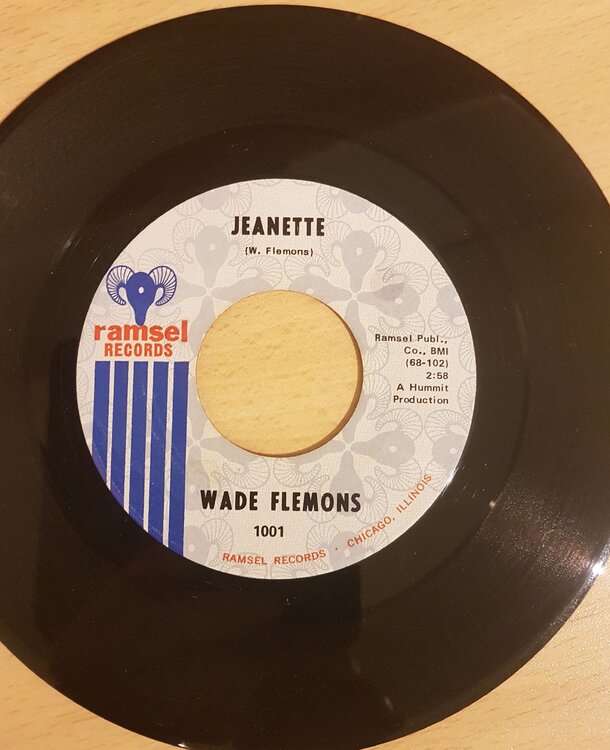 JEANETTE
(W. Flemons)
ramsel
RECORDS
Ramsel Publ.,
Co., BMI
(68-102)
2:58
A Hummit
Production
WADE FLEMONS
1001
RAMSEL RECORDS · CHICAGO, ILLINOIS